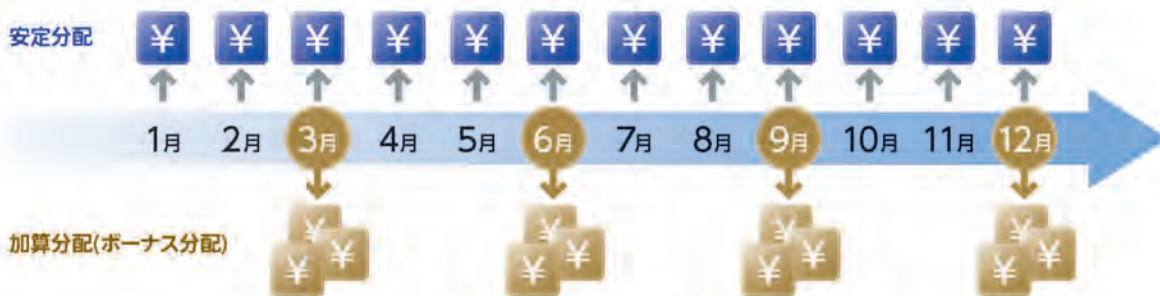 安定分配 ¥ ¥ ¥ ¥ ¥ ¥ ¥ ¥ ¥ ¥ ¥ ¥
1月 2月 3月 4月 5月 6月 7月 8月 9月 10月 11月 12月
加算分配(ボーナス分配) ¥ ¥ ¥ ¥ ¥ ¥ ¥ ¥ ¥ ¥ ¥ ¥